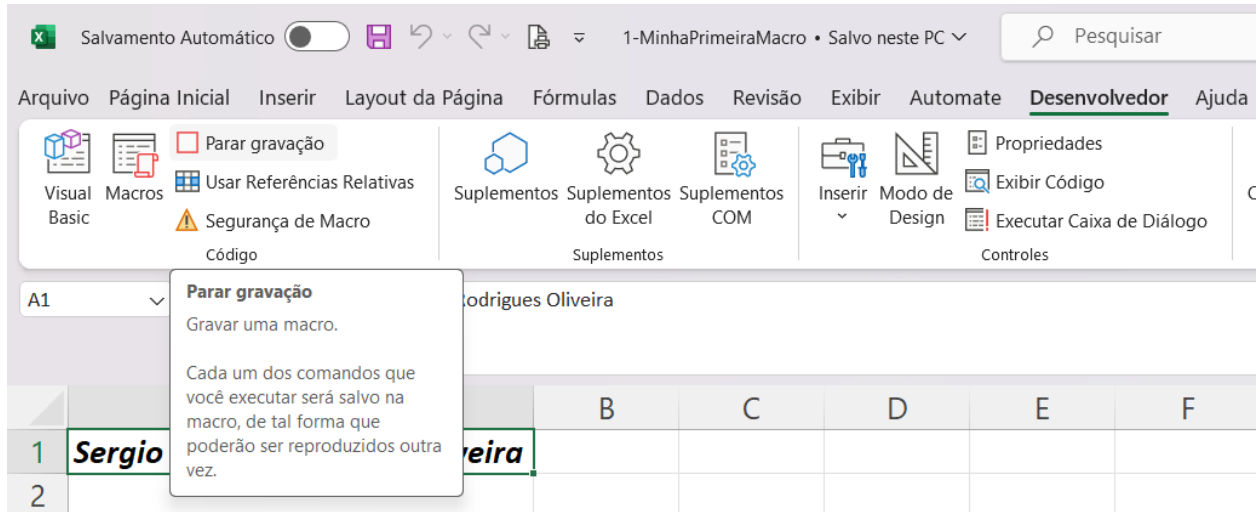 Salvamento Automático 1-MinhaPrimeiraMacro • Salvo neste PC Pesquisar
Arquivo Página Inicial Inserir Layout da Página Fórmulas Dados Revisão Exibir Automate Desenvolvedor Ajuda
Visual Basic
Macros
Parar gravação
Usar Referências Relativas
Segurança de Macro
Código
Suplementos
Suplementos do Excel
Suplementos COM
Suplementos
Inserir
Modo de Design
Propriedades
Exibir Código
Executar Caixa de Diálogo
Controles
A1 Rodrigues Oliveira
Parar gravação
Gravar uma macro.
Cada um dos comandos que
você executar será salvo na
macro, de tal forma que
poderão ser reproduzidos outra
vez.
B C D E F
1 Sergio veira
2